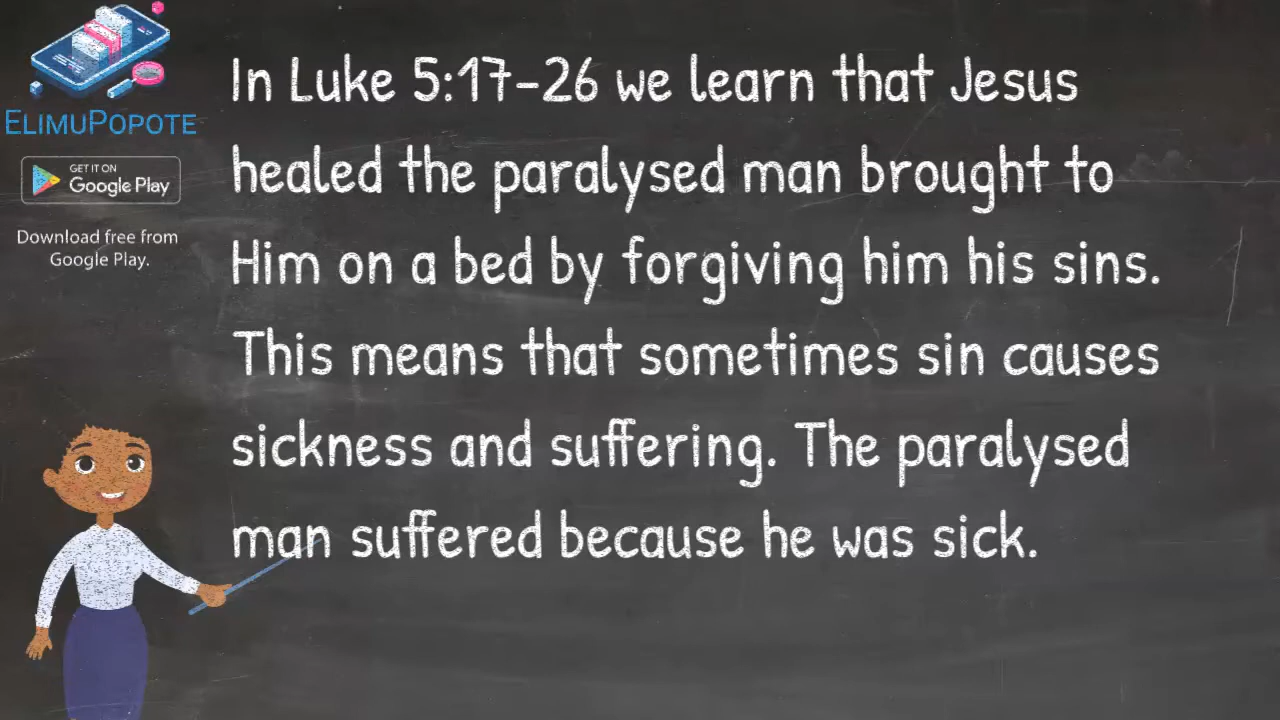 ELIMUPOPOTE
GET IT ON
Google Play
Download free from
Google Play.
In Luke 5:17-26 we learn that Jesus
healed the paralysed man brought to
Him on a bed by forgiving him his sins.
This means that sometimes sin causes
sickness and suffering. The paralysed
man suffered because he was sick.